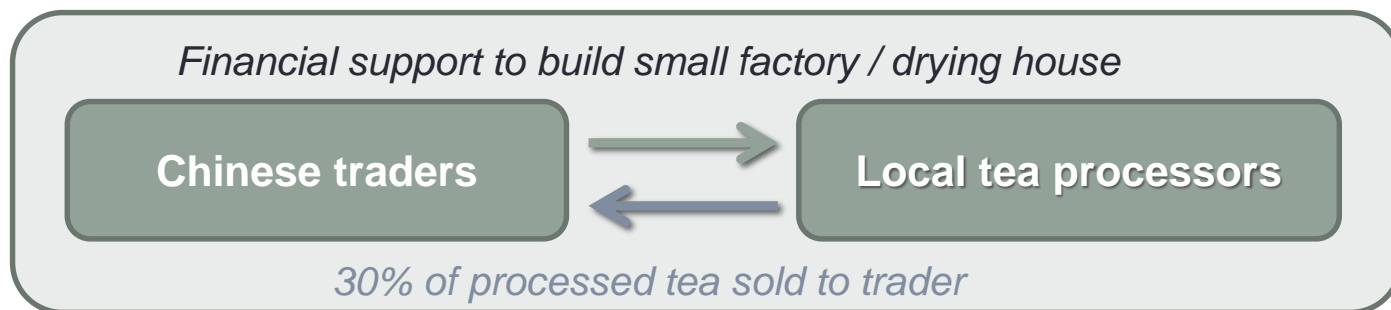 Financial support to build small factory / drying house
Chinese traders
Local tea processors
30% of processed tea sold to trader